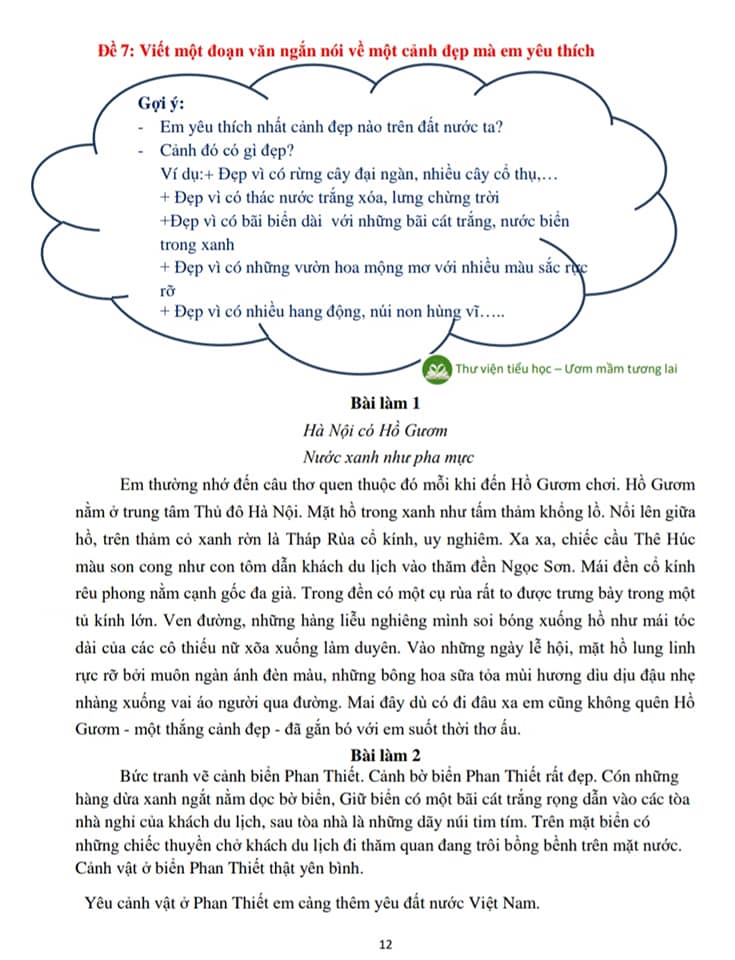 Đề 7: Viết một đoạn văn ngắn nói về một cảnh đẹp mà em yêu thích
Gợi ý:
- Em yêu thích nhất cảnh đẹp nào trên đất nước ta?
- Cảnh đó có gì đẹp?
Ví dụ:+ Đẹp vì có rừng cây đại ngàn, nhiều cây cổ thụ,…
+ Đẹp vì có thác nước trắng xóa, lưng chừng trời
+Đẹp vì có bãi biển dài với những bãi cát trắng, nước biển
trong xanh
+ Đẹp vì có những vườn hoa mộng mơ với nhiều màu sắc rực
rỡ
+ Đẹp vì có nhiều hang động, núi non hùng vĩ…..
Thư viện tiểu học – Ươm mầm tương lai
Bài làm 1
Hà Nội có Hồ Gươm
Nước xanh như pha mực
Em thường nhớ đến câu thơ quen thuộc đó mỗi khi đến Hồ Gươm chơi. Hồ Gươm
nằm ở trung tâm Thủ đô Hà Nội. Mặt hồ trong xanh như tấm thảm khổng lồ. Nổi lên giữa
hồ, trên thảm cỏ xanh rờn là Tháp Rùa cổ kính, uy nghiêm. Xa xa, chiếc cầu Thê Húc
màu son cong như con tôm dẫn khách du lịch vào thăm đền Ngọc Sơn. Mái đền cổ kính
rêu phong nằm cạnh gốc đa già. Trong đền có một cụ rùa rất to được trưng bày trong một
tủ kính lớn. Ven đường, những hàng liễu nghiêng mình soi bóng xuống hồ như mái tóc
dài của các cô thiếu nữ xõa xuống làm duyên. Vào những ngày lễ hội, mặt hồ lung linh
rực rỡ bởi muôn ngàn ánh đèn màu, những bông hoa sữa tỏa mùi hương dìu dịu đậu nhẹ
nhàng xuống vai áo người qua đường. Mai đây dù có đi đâu xa em cũng không quên Hồ
Gươm - một thắng cảnh đẹp - đã gắn bó với em suốt thời thơ ấu.
Bài làm 2
Bức tranh vẽ cảnh biển Phan Thiết. Cảnh bờ biển Phan Thiết rất đẹp. Cón những
hàng dừa xanh ngắt nằm dọc bờ biển, Giữ biển có một bãi cát trắng rọng dẫn vào các tòa
nhà nghỉ của khách du lịch, sau tòa nhà là những dãy núi tim tím. Trên mặt biển có
những chiếc thuyền chở khách du lịch đi thăm quan đang trôi bồng bềnh trên mặt nước.
Cảnh vật ở biển Phan Thiết thật yên bình.
Yêu cảnh vật ở Phan Thiết em càng thêm yêu đất nước Việt Nam.
12